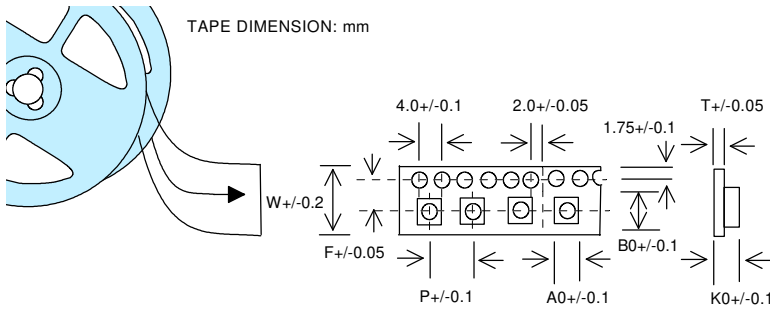 TAPE DIMENSION: mm
4.0+/-0.1
2.0+/-0.05
T+/-0.05
1.75+/-0.1
W+/-0.2
F+/-0.05
B0+/-0.1
P+/-0.1
A0+/-0.1
K0+/-0.1